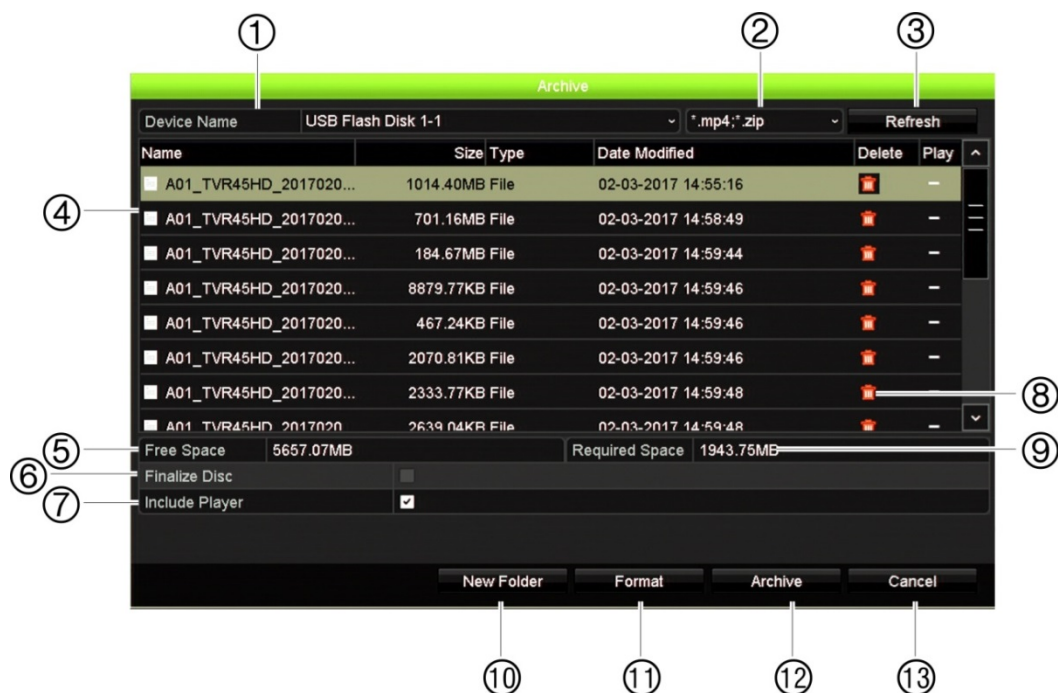 ① ② ③
Archive
Device Name USB Flash Disk 1-1 *.mp4;*.zip Refresh
Name Size Type Date Modified Delete Play
A01_TVR45HD_2017020... 1014.40MB File 02-03-2017 14:55:16
④ A01_TVR45HD_2017020... 701.16MB File 02-03-2017 14:58:49
A01_TVR45HD_2017020... 184.67MB File 02-03-2017 14:59:44
A01_TVR45HD_2017020... 8879.77KB File 02-03-2017 14:59:46
A01_TVR45HD_2017020... 467.24KB File 02-03-2017 14:59:46
A01_TVR45HD_2017020... 2070.81KB File 02-03-2017 14:59:46
A01_TVR45HD_2017020... 2333.77KB File 02-03-2017 14:59:48 ⑧
A01_TVR45HD_2017020... 2639.04KB File 02-03-2017 14:59:48
⑤ Free Space 5657.07MB Required Space 1943.75MB ⑨
⑥ Finalize Disc
⑦ Include Player
New Folder Format Archive Cancel
⑩ ⑪ ⑫ ⑬